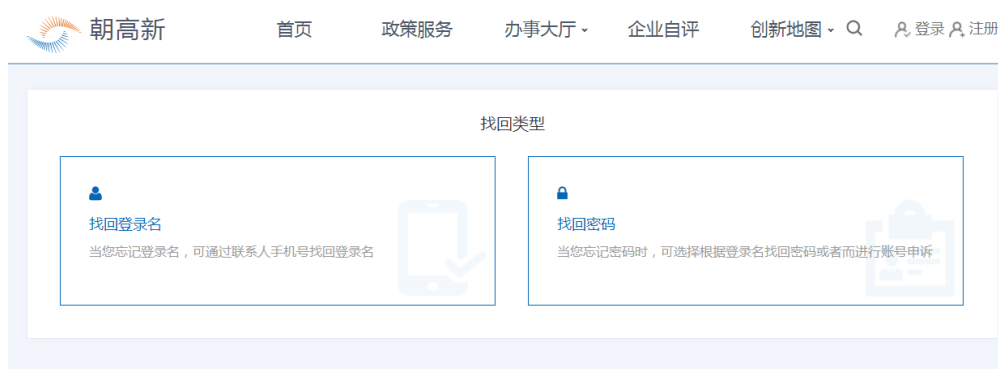 朝高新 首页 政策服务 办事大厅 企业自评 创新地图 登录 注册
找回类型
找回登录名
当您忘记登录名，可通过联系人手机号找回登录名
找回密码
当您忘记密码时，可选择根据登录名找回密码或者而进行账号申诉